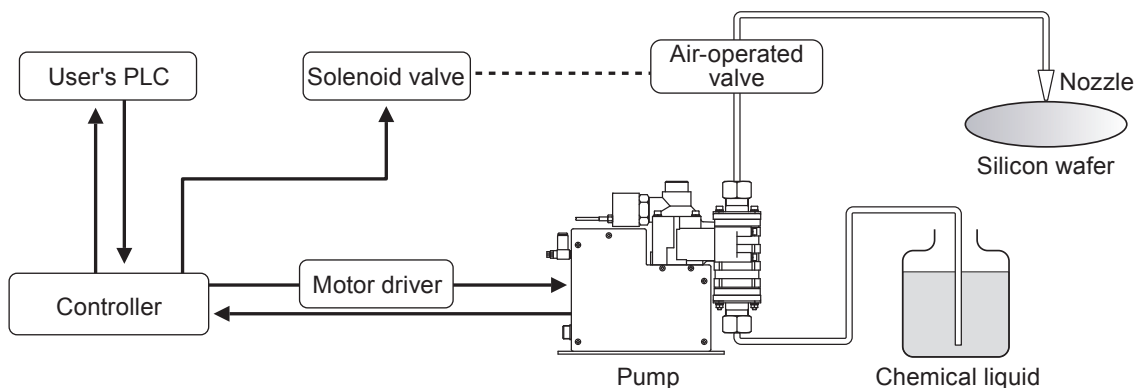 User's PLC
Solenoid valve
Air-operated
valve
Nozzle
Silicon wafer
Controller
Motor driver
Pump
Chemical liquid